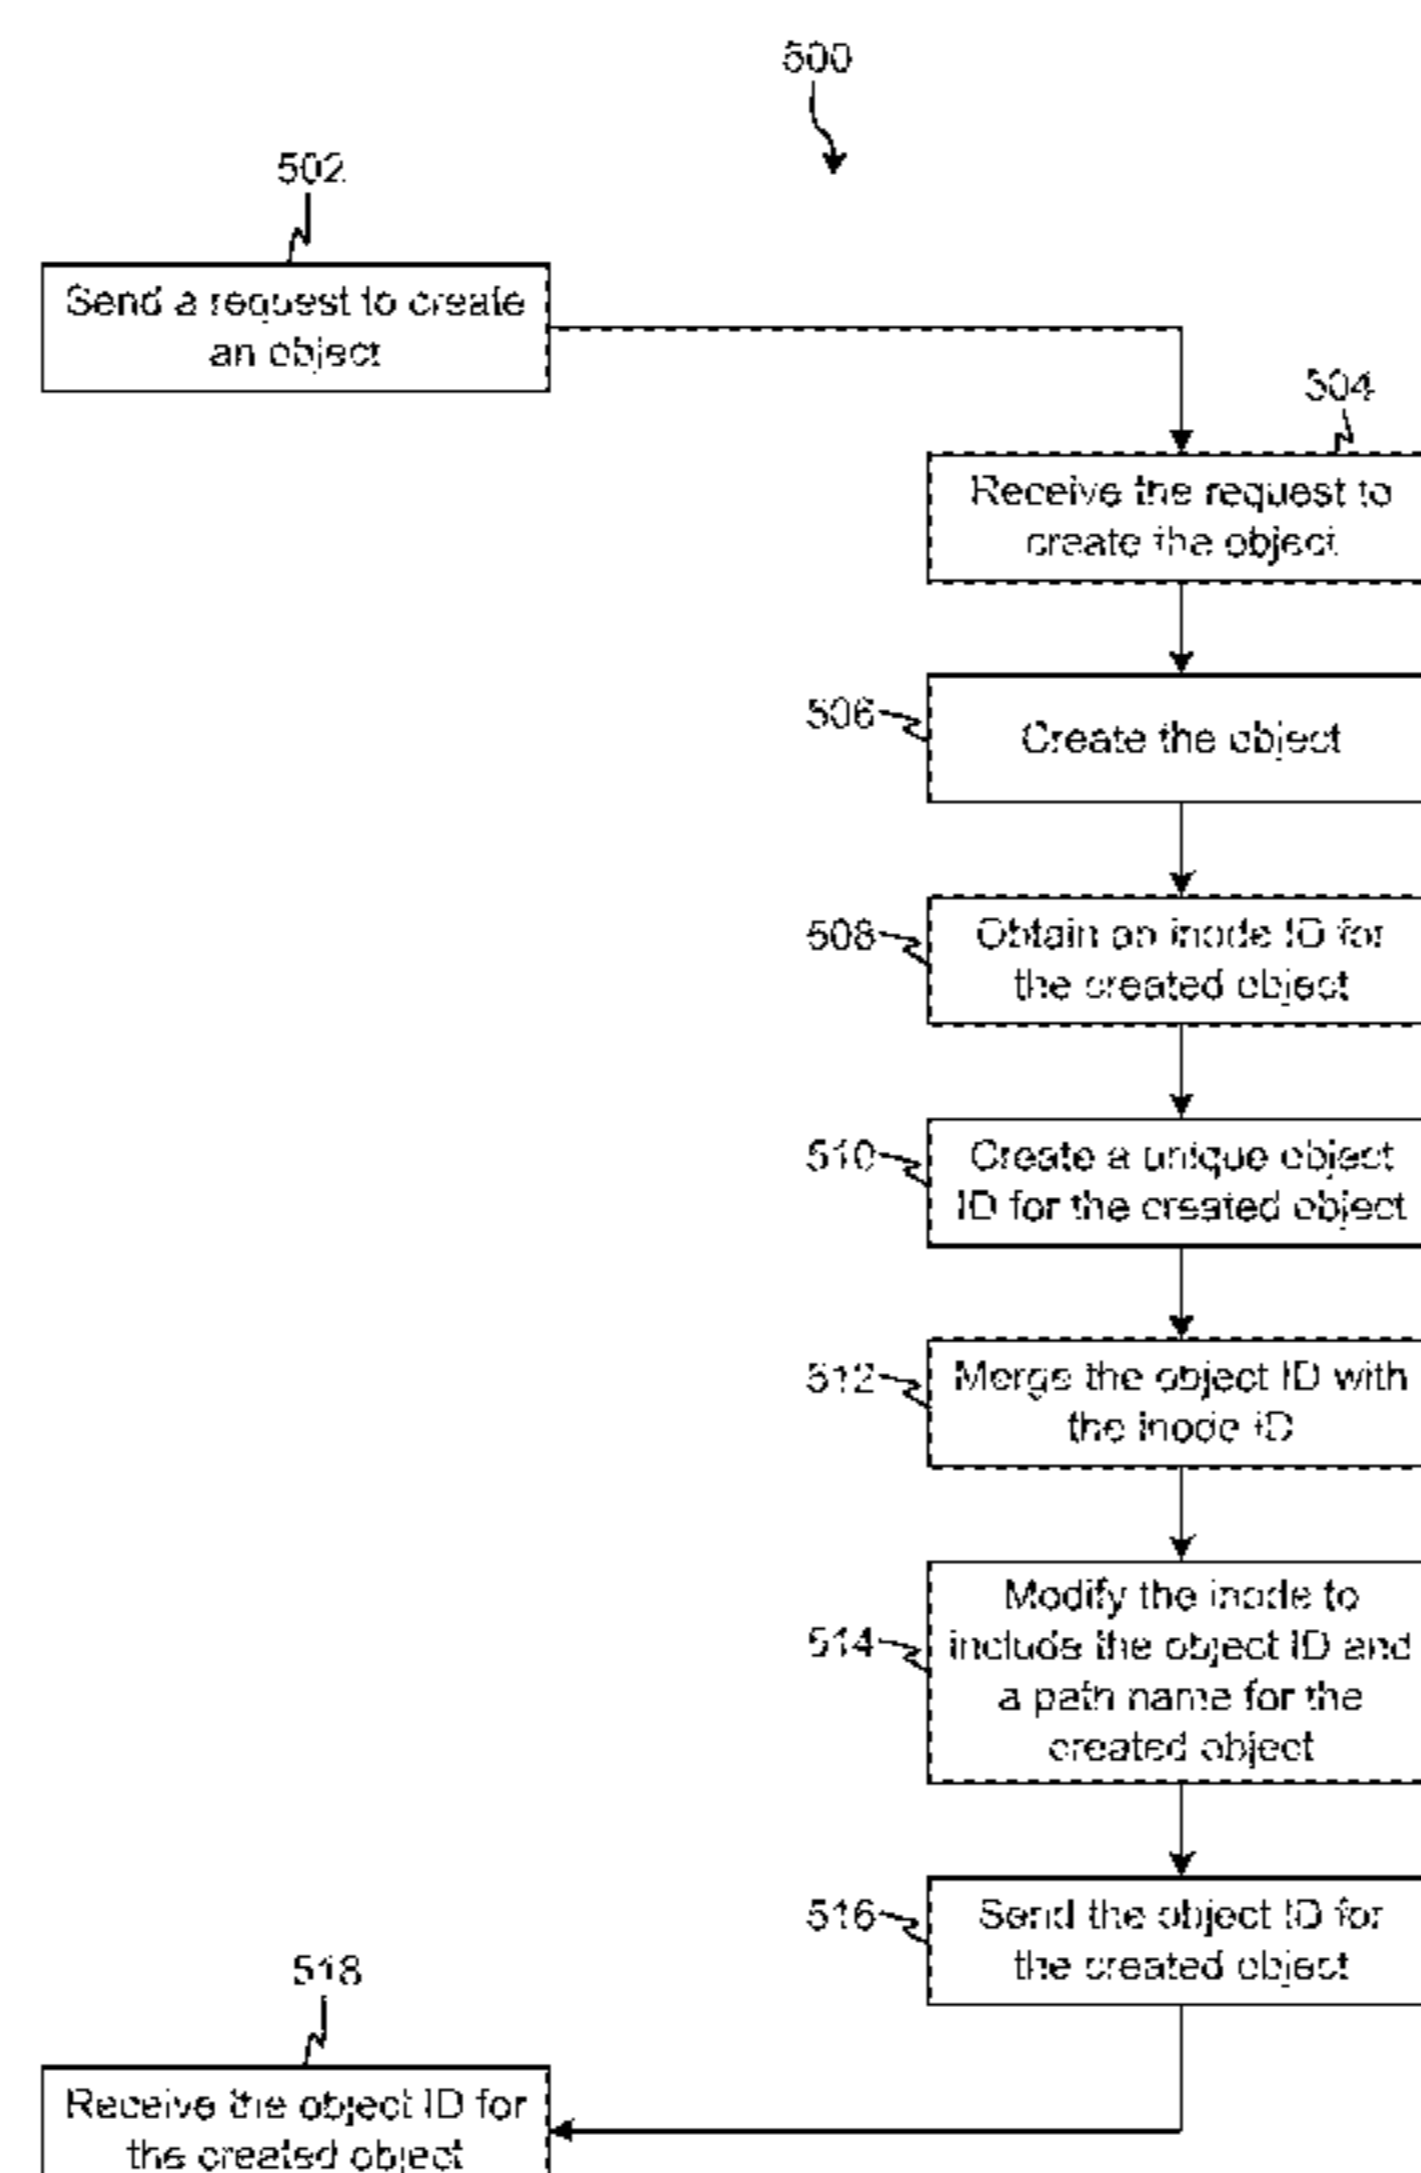 500
502
Send a request to create
an object
504
Receive the request to
create the object
506
Create the object
508
Obtain an inode ID for
the created object
510
Create a unique object
ID for the created object
512
Merge the object ID with
the inode ID
514
Modify the inode to
include the object ID and
a path name for the
created object
516
Send the object ID for
the created object
518
Receive the object ID for
the created object